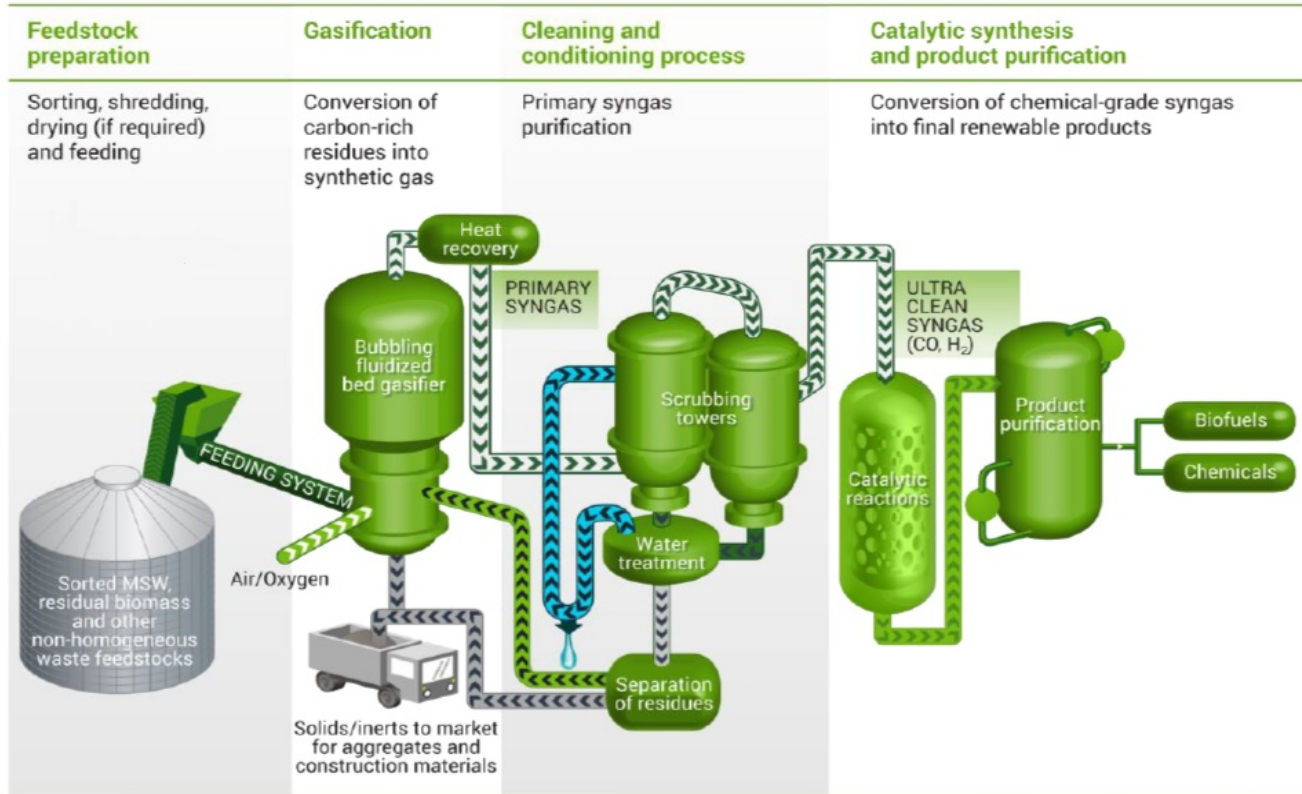 Feedstock
preparation
Gasification
Cleaning and
conditioning process
Catalytic synthesis
and product purification
Sorting, shredding,
drying (if required)
and feeding
Conversion of
carbon-rich
residues into
synthetic gas
Primary syngas
purification
Conversion of chemical-grade syngas
into final renewable products
Heat
recovery
PRIMARY
SYNGAS
ULTRA
CLEAN
SYNGAS
(CO, H₂)
Bubbling
fluidized
bed gasifier
Scrubbing
towers
Product
purification
Biofuels
Chemicals
FEEDING SYSTEM
Catalytic
reactions
Water
treatment
Air/Oxygen
Sorted MSW,
residual biomass
and other
non-homogeneous
waste feedstocks
Separation
of residues
Solids/inerts to market
for aggregates and
construction materials